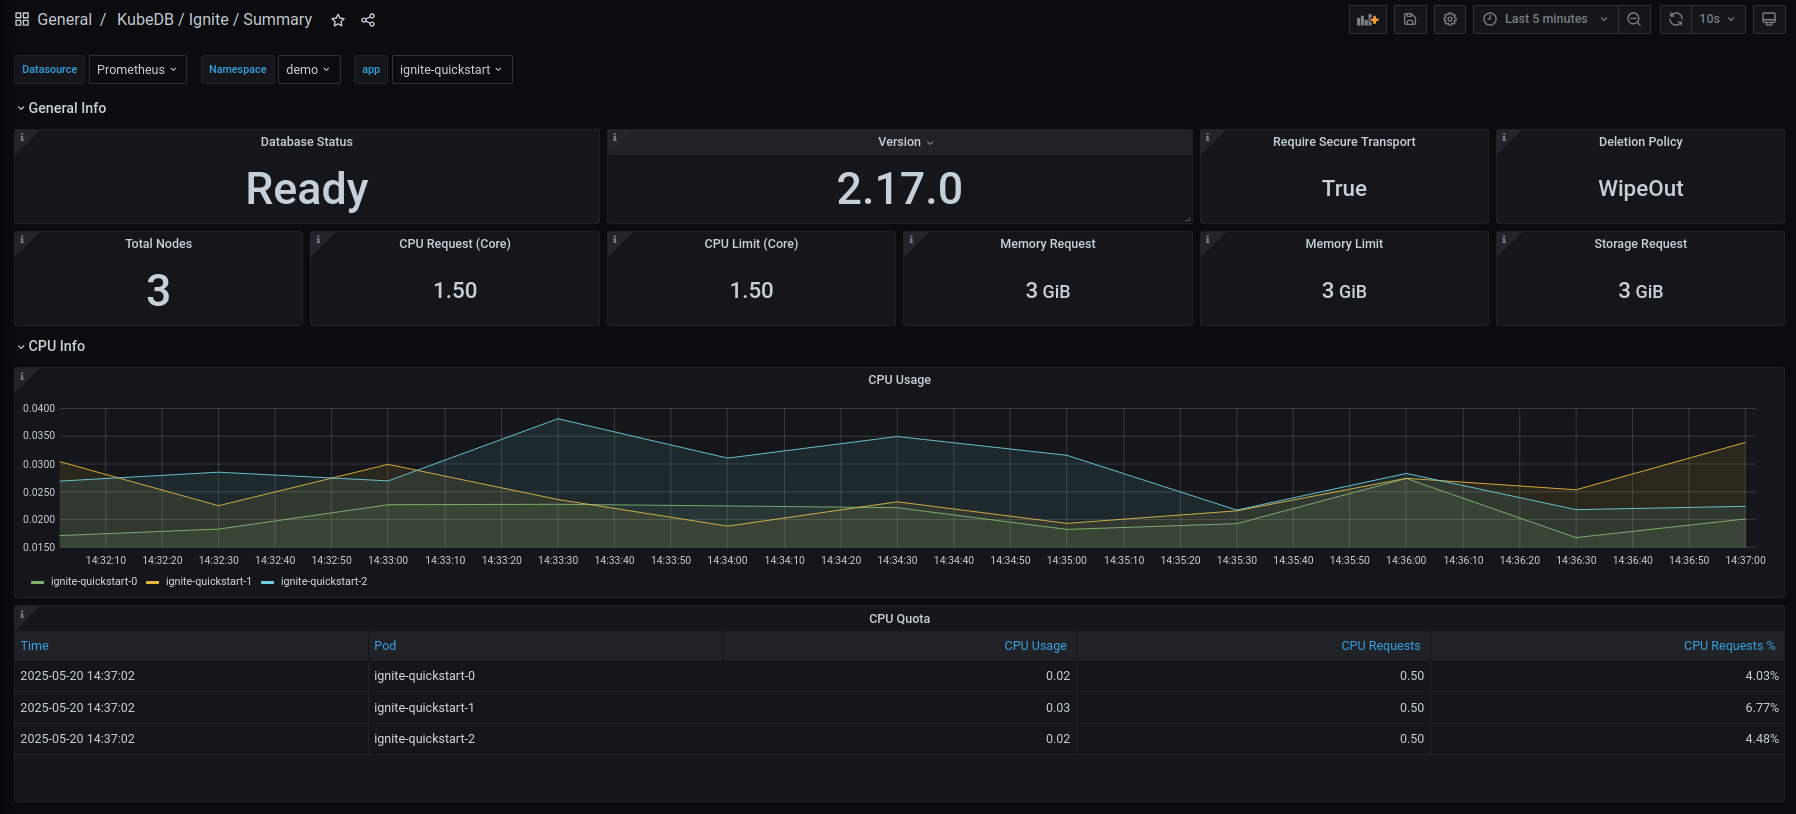 General / KubeDB / Ignite / Summary
Last 5 minutes 10s
Datasource Prometheus Namespace demo app ignite-quickstart
General Info
Database Status Version Require Secure Transport Deletion Policy
Ready 2.17.0 True WipeOut
Total Nodes CPU Request (Core) CPU Limit (Core) Memory Request Memory Limit Storage Request
3 1.50 1.50 3 GiB 3 GiB 3 GiB
CPU Info
CPU Usage
0.0400
0.0350
0.0300
0.0250
0.0200
0.0150
14:32:10 14:32:20 14:32:30 14:32:40 14:32:50 14:33:00 14:33:10 14:33:20 14:33:30 14:33:40 14:33:50 14:34:00 14:34:10 14:34:20 14:34:30 14:34:40 14:34:50 14:35:00 14:35:10 14:35:20 14:35:30 14:35:40 14:35:50 14:36:00 14:36:10 14:36:20 14:36:30 14:36:40 14:36:50 14:37:00
ignite-quickstart-0 ignite-quickstart-1 ignite-quickstart-2
CPU Quota
Time Pod CPU Usage CPU Requests CPU Requests %
2025-05-20 14:37:02 ignite-quickstart-0 0.02 0.50 4.03%
2025-05-20 14:37:02 ignite-quickstart-1 0.03 0.50 6.77%
2025-05-20 14:37:02 ignite-quickstart-2 0.02 0.50 4.48%